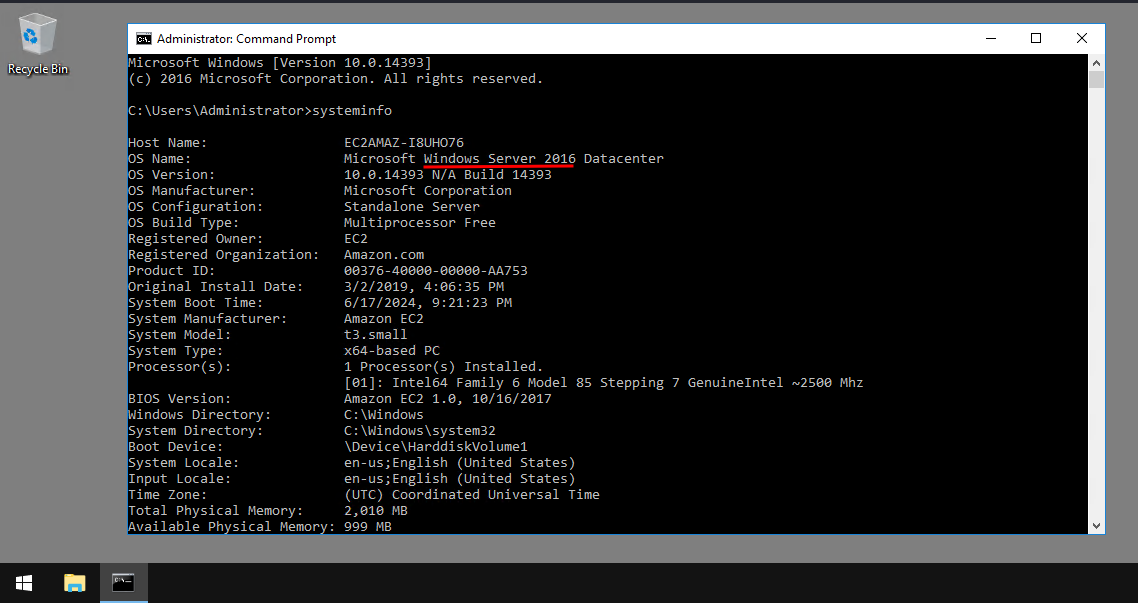 Recycle Bin
Administrator: Command Prompt
Microsoft Windows [Version 10.0.14393]
(c) 2016 Microsoft Corporation. All rights reserved.
C:\Users\Administrator>systeminfo
Host Name: EC2AMAZ-I8UHO76
OS Name: Microsoft Windows Server 2016 Datacenter
OS Version: 10.0.14393 N/A Build 14393
OS Manufacturer: Microsoft Corporation
OS Configuration: Standalone Server
OS Build Type: Multiprocessor Free
Registered Owner: EC2
Registered Organization: Amazon.com
Product ID: 00376-40000-00000-AA753
Original Install Date: 3/2/2019, 4:06:35 PM
System Boot Time: 6/17/2024, 9:21:23 PM
System Manufacturer: Amazon EC2
System Model: t3.small
System Type: x64-based PC
Processor(s): 1 Processor(s) Installed.
[01]: Intel64 Family 6 Model 85 Stepping 7 GenuineIntel ~2500 Mhz
BIOS Version: Amazon EC2 1.0, 10/16/2017
Windows Directory: C:\Windows
System Directory: C:\Windows\system32
Boot Device: \Device\HarddiskVolume1
System Locale: en-us;English (United States)
Input Locale: en-us;English (United States)
Time Zone: (UTC) Coordinated Universal Time
Total Physical Memory: 2,010 MB
Available Physical Memory: 999 MB